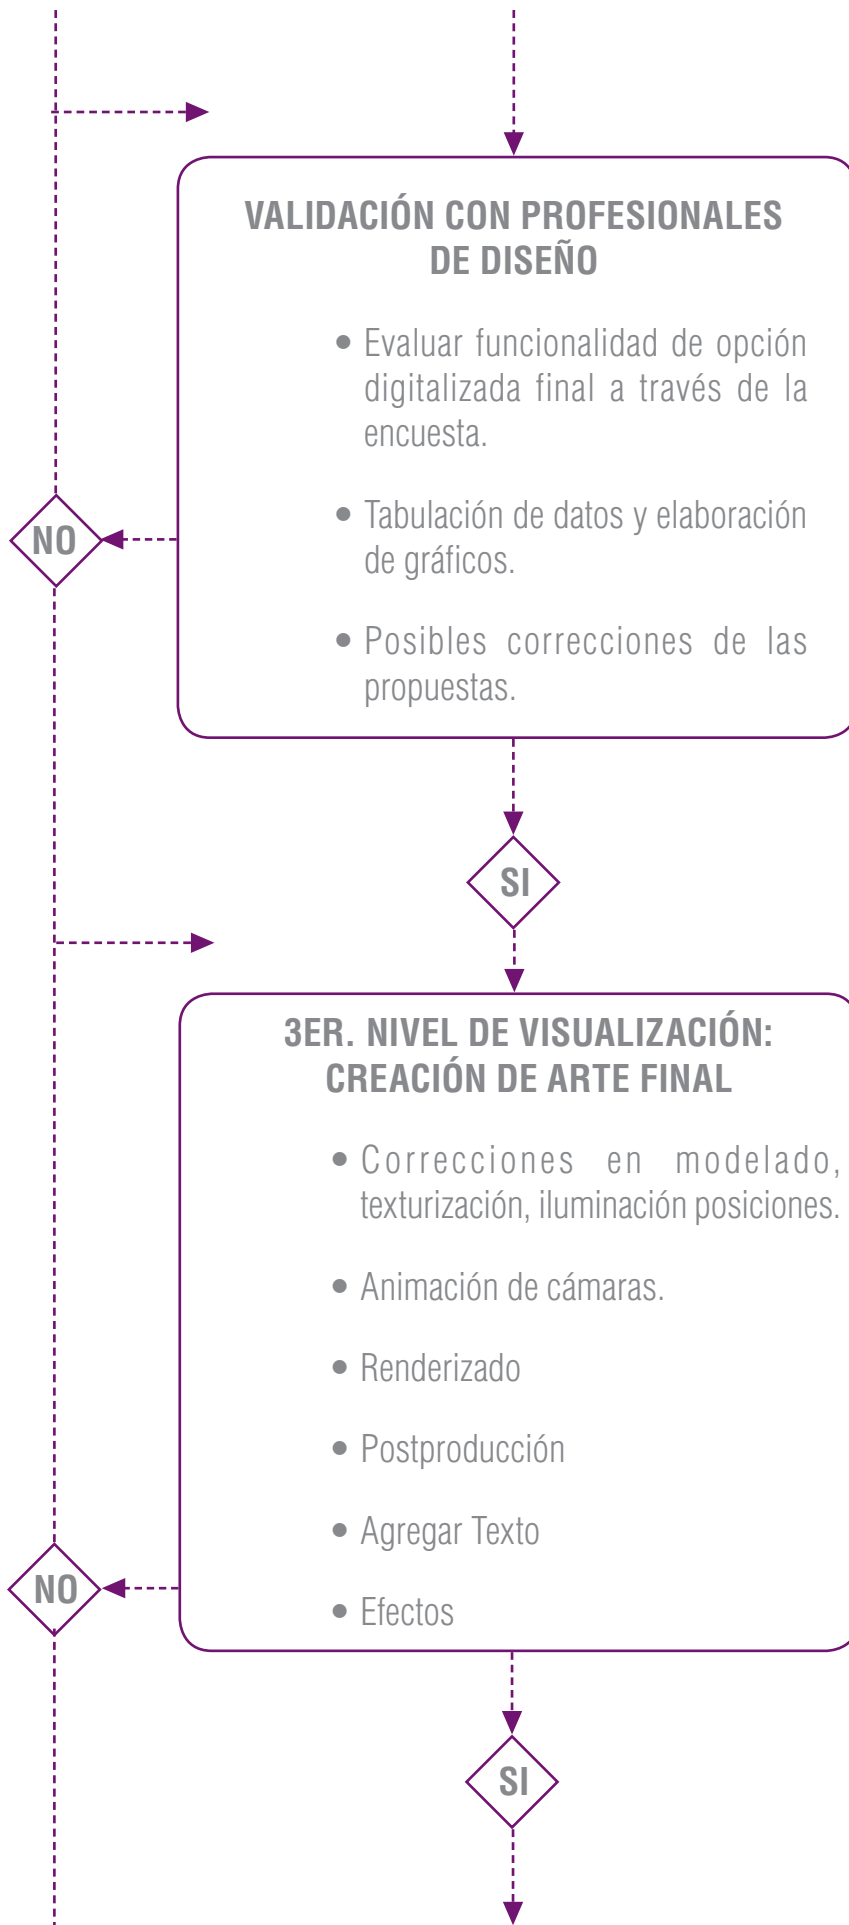 VALIDACIÓN CON PROFESIONALES
DE DISEÑO
• Evaluar funcionalidad de opción
digitalizada final a través de la
encuesta.
• Tabulación de datos y elaboración
de gráficos.
NO
• Posibles correcciones de las
propuestas.
SI
3ER. NIVEL DE VISUALIZACIÓN:
CREACIÓN DE ARTE FINAL
• Correcciones en modelado,
texturización, iluminación posiciones.
• Animación de cámaras.
• Renderizado
• Postproducción
• Agregar Texto
NO
• Efectos
SI